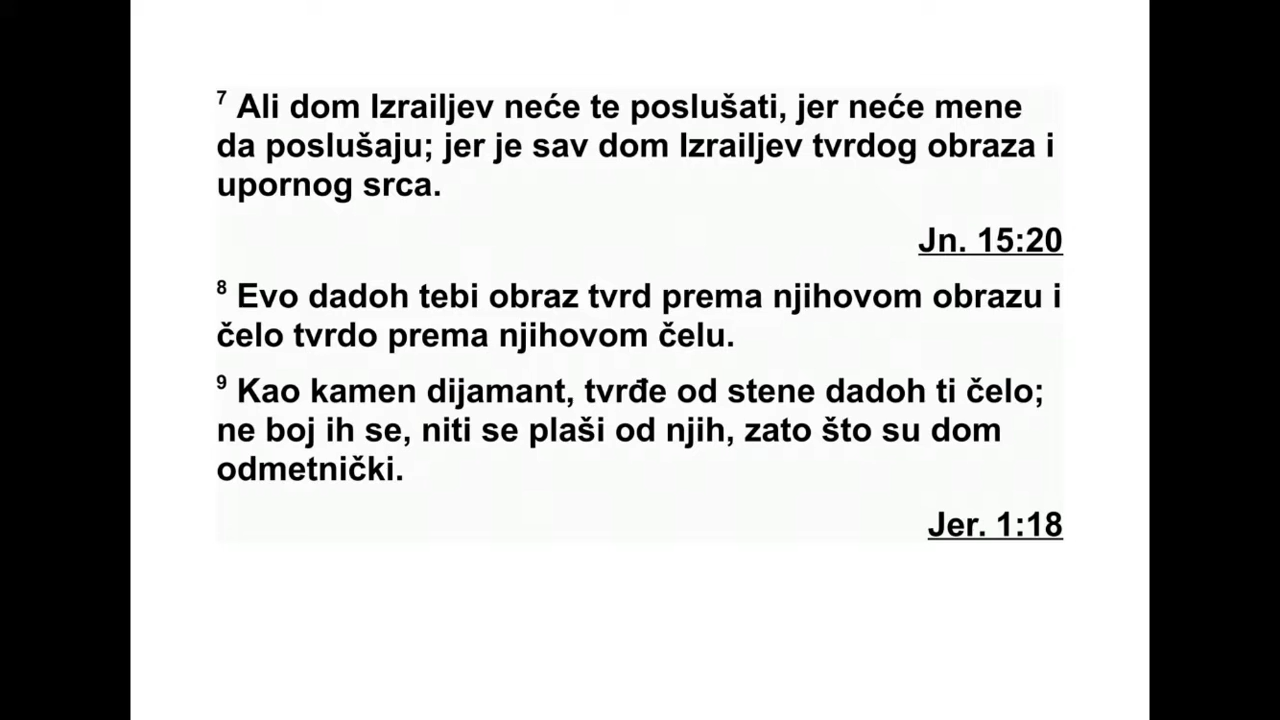 7 Ali dom Izrailjev neće te poslušati, jer neće mene
da poslušaju; jer je sav dom Izrailjev tvrdog obraza i
upornog srca.
Jn. 15:20
8 Evo dadoh tebi obraz tvrd prema njihovom obrazu i
čelo tvrdo prema njihovom čelu.
9 Kao kamen dijamant, tvrđe od stene dadoh ti čelo;
ne boj ih se, niti se plaši od njih, zato što su dom
odmetnički.
Jer. 1:18